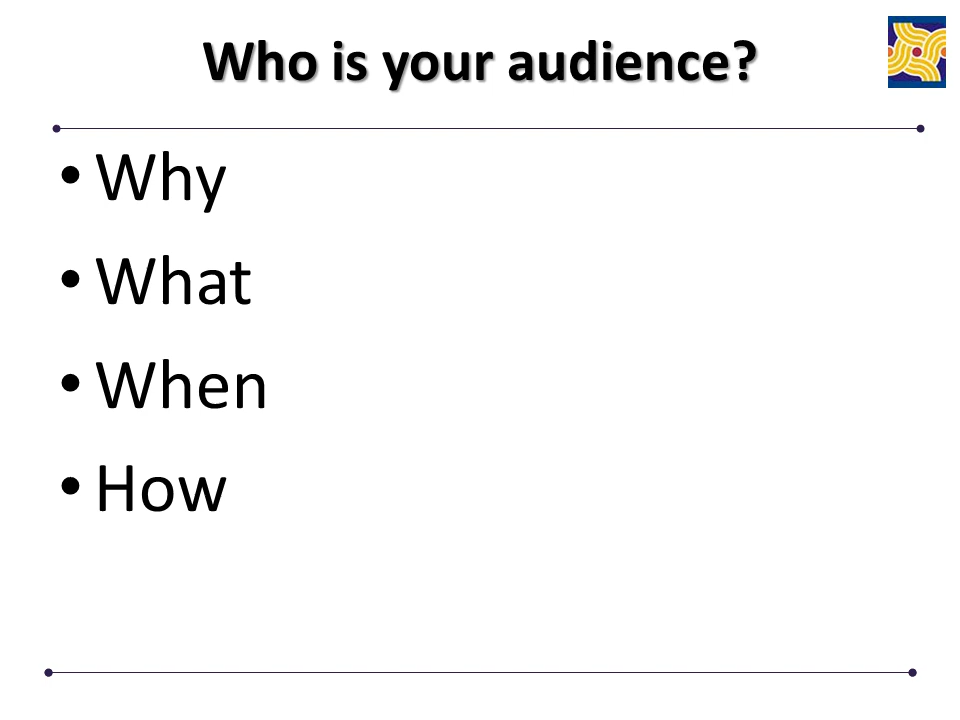 Who is your audience?
• Why
• What
• When
• How